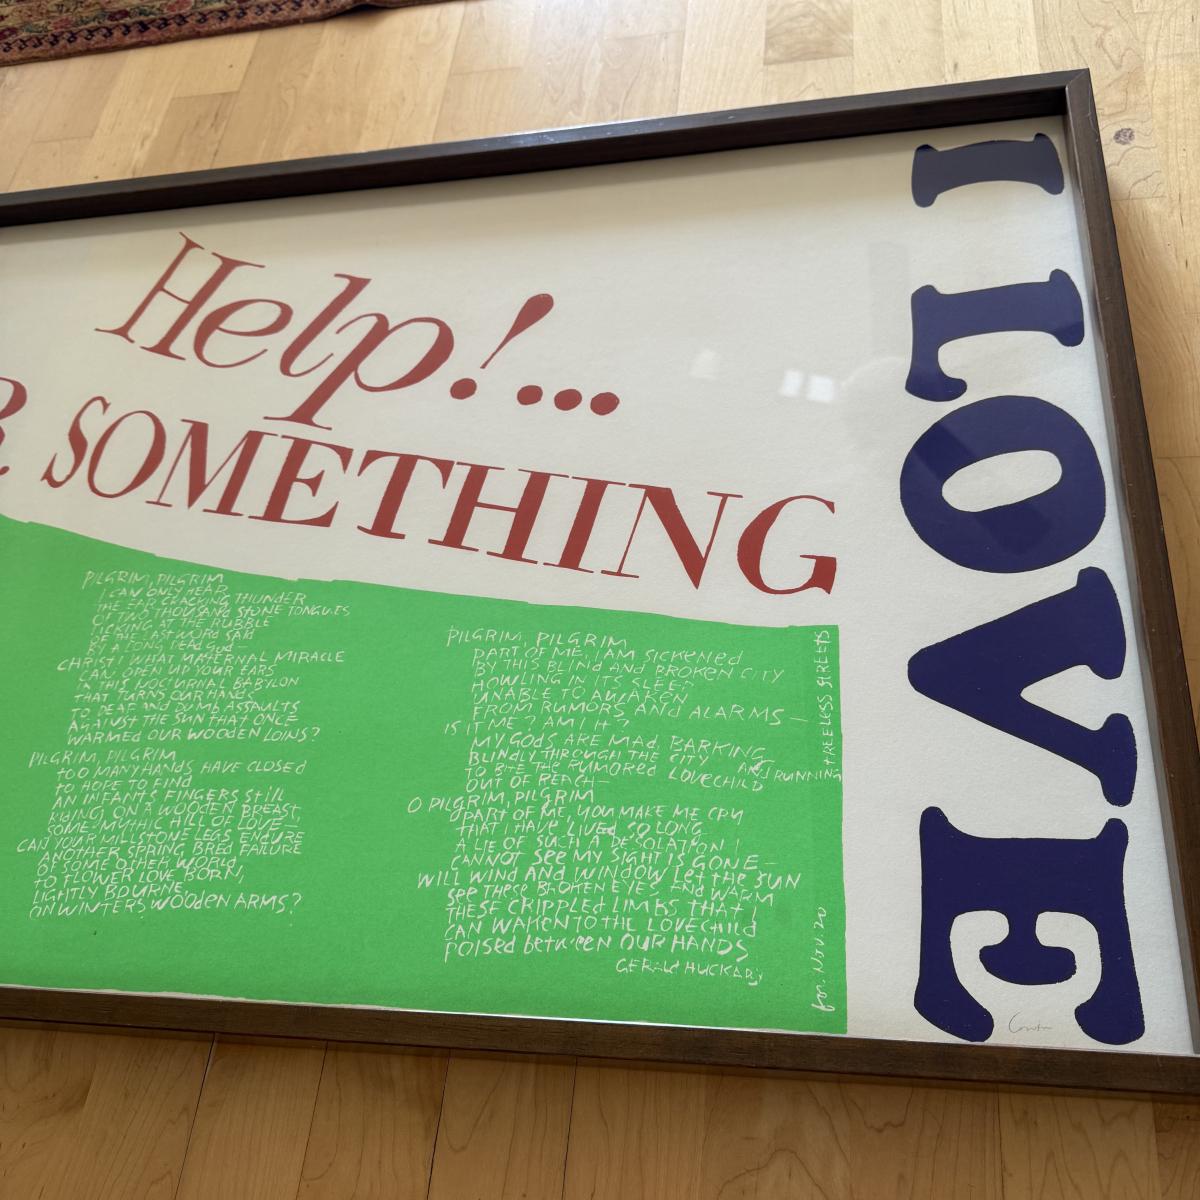 Help!...
SOMETHING
I LOVE
PILGRIM, PILGRIM
I CAN ONLY HEAR
THE EAR CRACKING THUNDER
OF TWO THOUSAND STONE TONGUES
KICKING AT THE RUBBLE
OF THE LAST WORD SAID
BY A LONG DEAD GOD—
CHRIST! WHAT MATERNAL MIRACLE
CAN OPEN UP YOUR EARS
IN THIS NOCTURNAL BABYLON
THAT TURNS OUR HANDS
TO DEAF AND DUMB ASSAULTS
AGAINST THE SUN THAT ONCE
WARMED OUR WOODEN LOINS?
PILGRIM, PILGRIM
TOO MANY HANDS HAVE CLOSED
TO HOPE TO FIND
AN INFANT'S FINGERS STILL
RIDING, ON A WOODEN BREAST,
SOME MYTHIC HILL OF LOVE
CAN YOUR MILLSTONE LEGS ENDURE
ANOTHER SPRING BRED FAILURE
OF SOME OTHER WORLD,
TO FLOWER LOVE BORN,
LIGHTLY BOURNE,
ON WINTER'S WOODEN ARMS?
PILGRIM, PILGRIM,
PART OF ME, I AM SICKENED
BY THIS BLIND AND BROKEN CITY
HOWLING IN ITS SLEEP
UNABLE TO AWAKEN
FROM RUMORS AND ALARMS—
IS IT ME? AM I IT?
MY GODS ARE MAD, BARKING,
BLINDLY THROUGH THE CITY AND RUNNING TREELESS STREETS
TO BITE THE RUMORED LOVECHILD
OUT OF REACH—
O PILGRIM, PILGRIM
PART OF ME, YOU MAKE ME CRY
THAT I HAVE LIVED SO LONG
A LIE OF SUCH A DESOLATION I
CANNOT SEE MY SIGHT IS GONE—
WILL WIND AND WINDOW LET THE SUN
SEE THESE BROKEN EYES AND WARM
THESE CRIPPLED LIMBS THAT I
CAN WAKEN TO THE LOVECHILD
POISED BETWEEN OUR HANDS
GERALD HUCKABY
for. Nov. 20